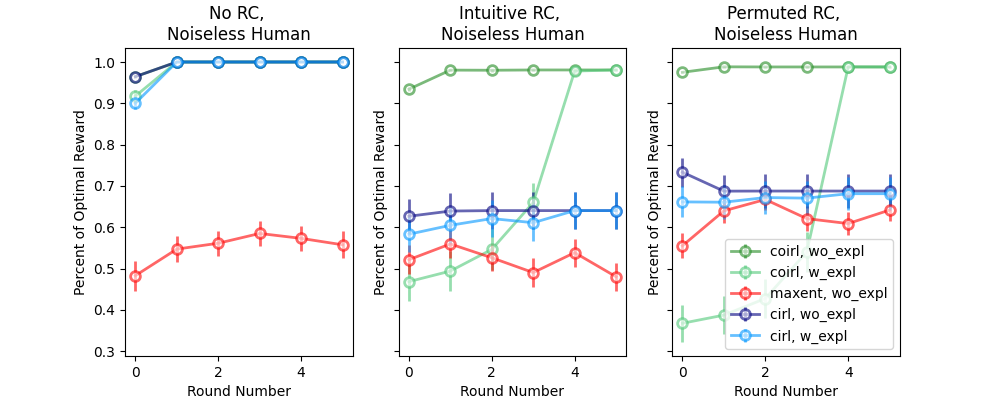 No RC,
Noiseless Human
Intuitive RC,
Noiseless Human
Permuted RC,
Noiseless Human
Percent of Optimal Reward
1.0
0.9
0.8
0.7
0.6
0.5
0.4
0.3
0 2 4
Round Number
Percent of Optimal Reward
0 2 4
Round Number
Percent of Optimal Reward
0 2 4
Round Number
coirl, wo_expl
coirl, w_expl
maxent, wo_expl
cirl, wo_expl
cirl, w_expl